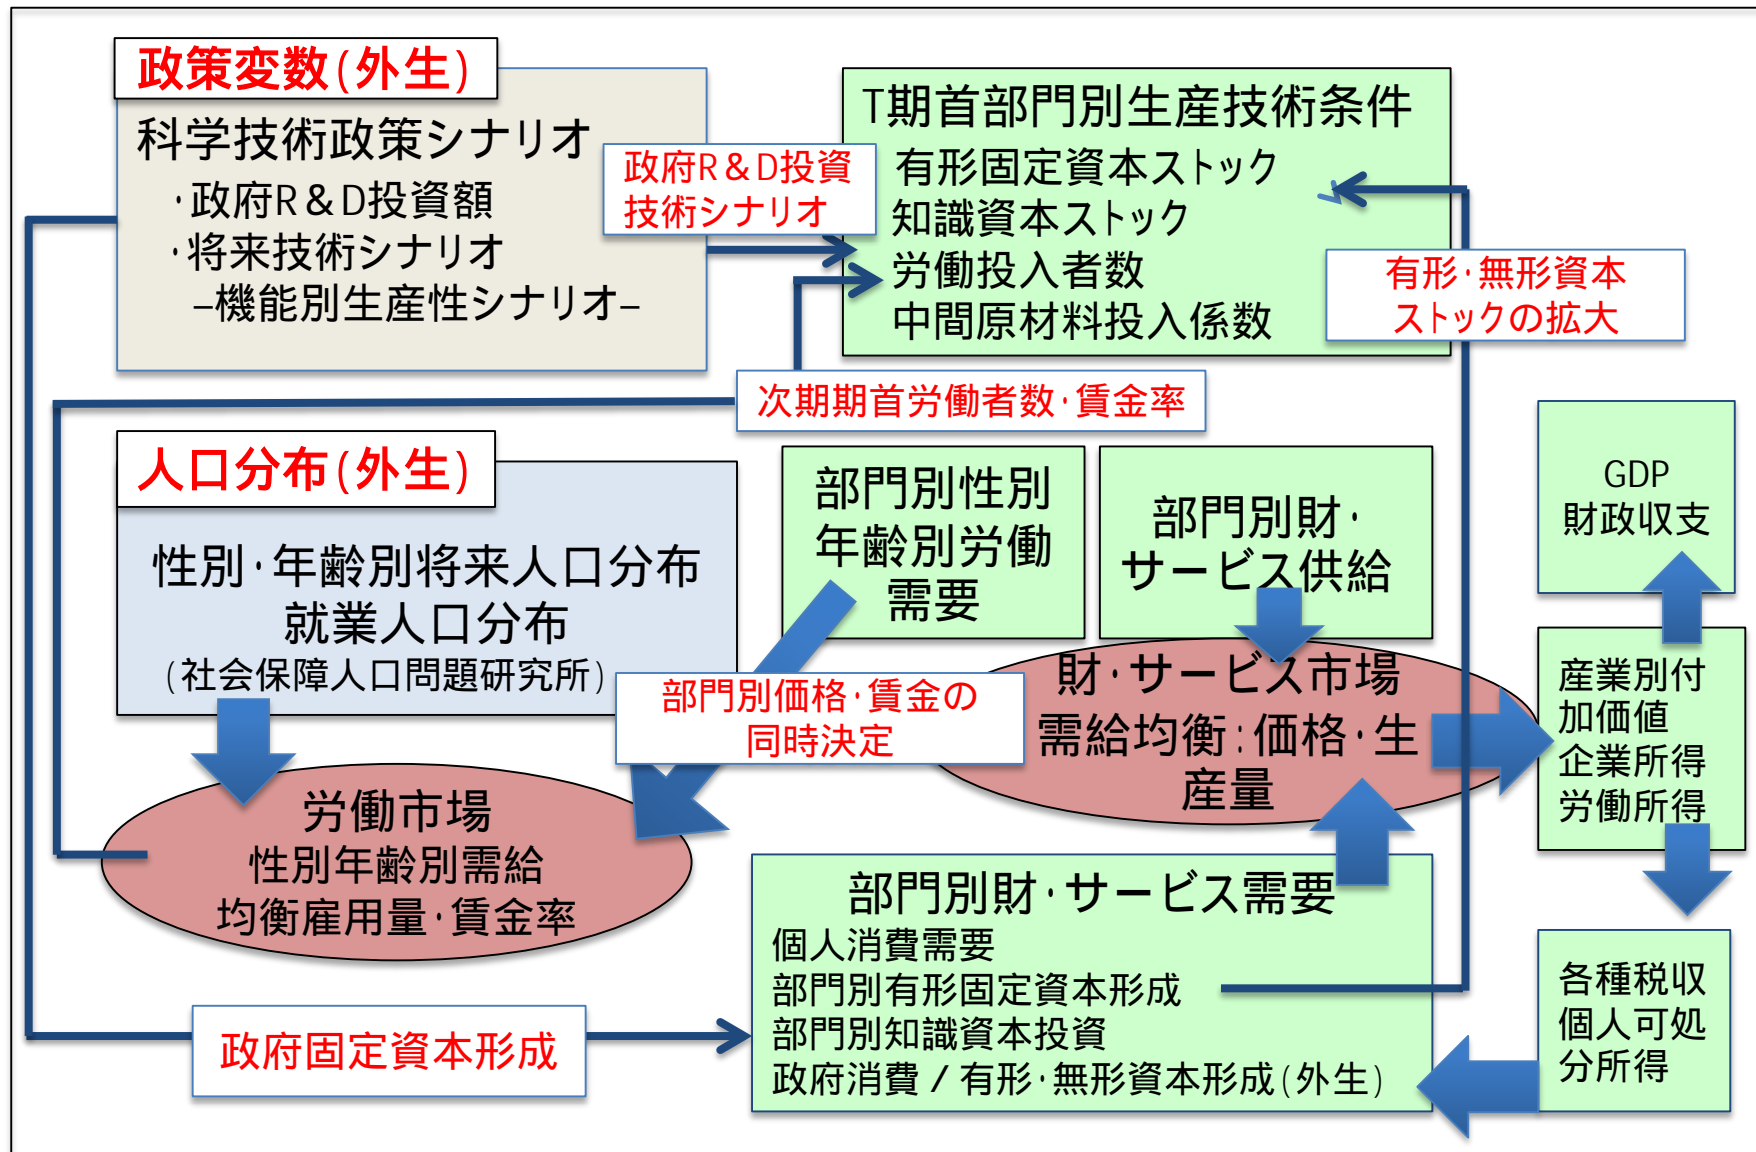 政策変数(外生)
科学技術政策シナリオ
・政府R&D投資額
・将来技術シナリオ
–機能別生産性シナリオ–
政府R&D投資
技術シナリオ
T期首部門別生産技術条件
有形固定資本ストック
知識資本ストック
労働投入者数
中間原材料投入係数
有形・無形資本
ストックの拡大
次期期首労働者数・賃金率
人口分布(外生)
性別・年齢別将来人口分布
就業人口分布
(社会保障人口問題研究所)
部門別性別
年齢別労働
需要
部門別財・
サービス供給
GDP
財政収支
部門別価格・賃金の
同時決定
財・サービス市場
需給均衡:価格・生
産量
産業別付
加価値
企業所得
労働所得
労働市場
性別年齢別需給
均衡雇用量・賃金率
部門別財・サービス需要
個人消費需要
部門別有形固定資本形成
部門別知識資本投資
政府消費/有形・無形資本形成(外生)
各種税収
個人可処
分所得
政府固定資本形成